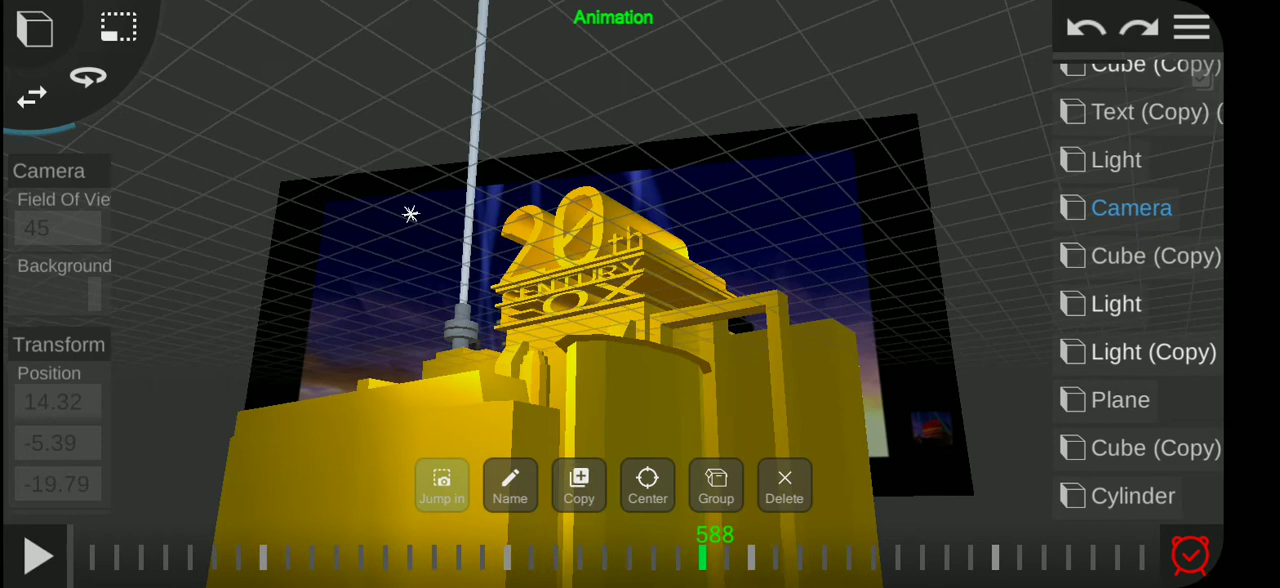 Animation
Camera
Field Of Vie
45
Background
Transform
Position
14.32
-5.39
-19.79
20th
CENTURY
FOX
Cube (Copy)
Text (Copy) (
Light
Camera
Cube (Copy)
Light
Light (Copy)
Plane
Cube (Copy)
Cylinder
Jump in
Name
Copy
Center
Group
Delete
588